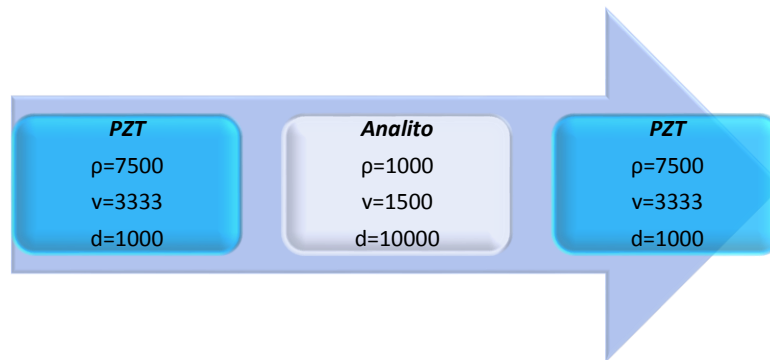 PZT
ρ=7500
v=3333
d=1000
Analito
ρ=1000
v=1500
d=10000
PZT
ρ=7500
v=3333
d=1000